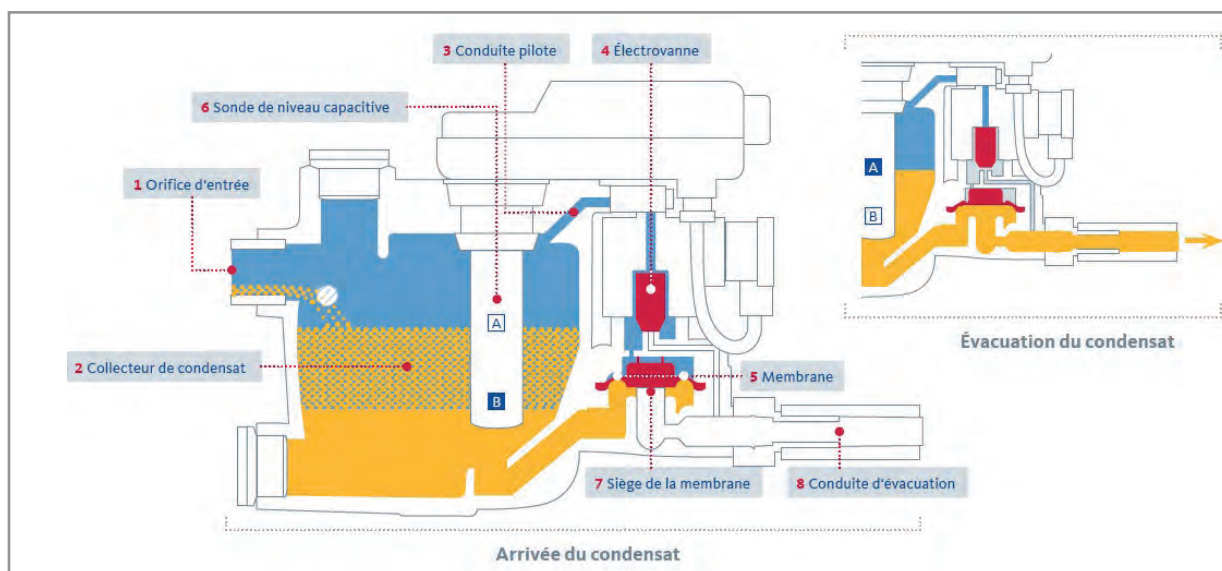 3 Conduite pilote
4 Électrovanne
6 Sonde de niveau capacitive
1 Orifice d'entrée
A
B
Évacuation du condensat
A
2 Collecteur de condensat
B
5 Membrane
7 Siège de la membrane
8 Conduite d'évacuation
Arrivée du condensat